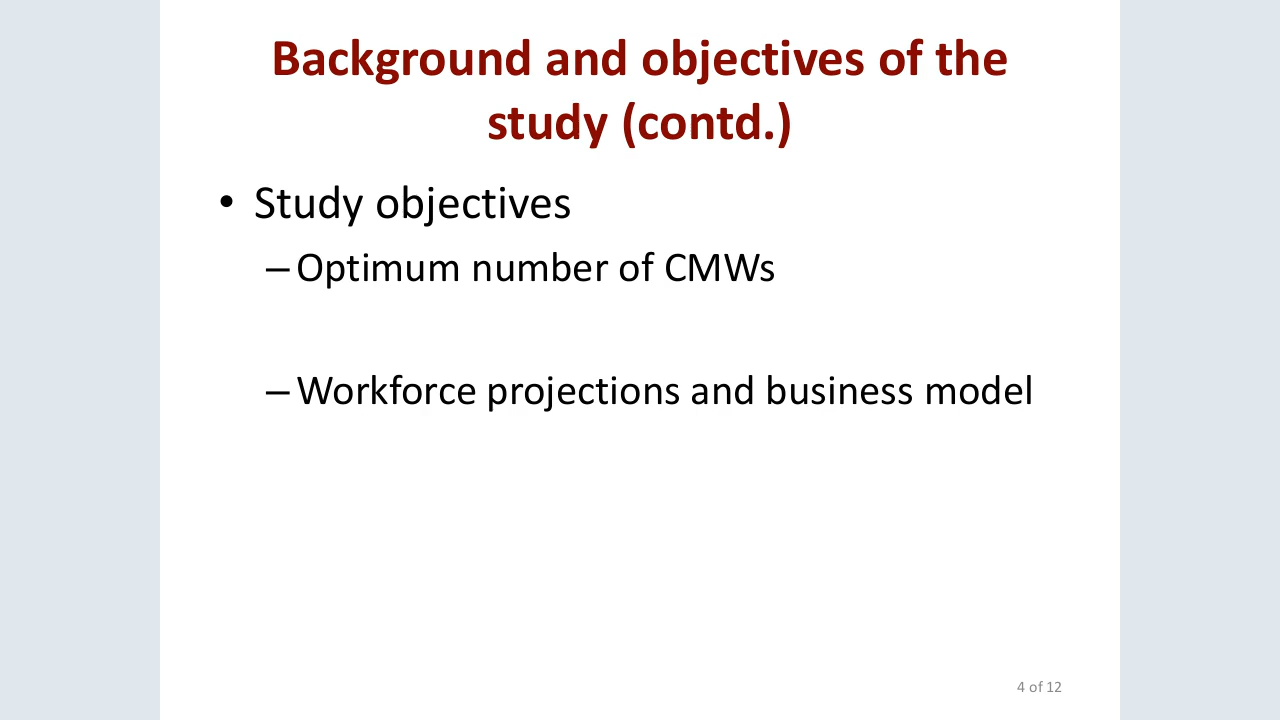 Background and objectives of the
study (contd.)
• Study objectives
– Optimum number of CMWs
– Workforce projections and business model
4 of 12